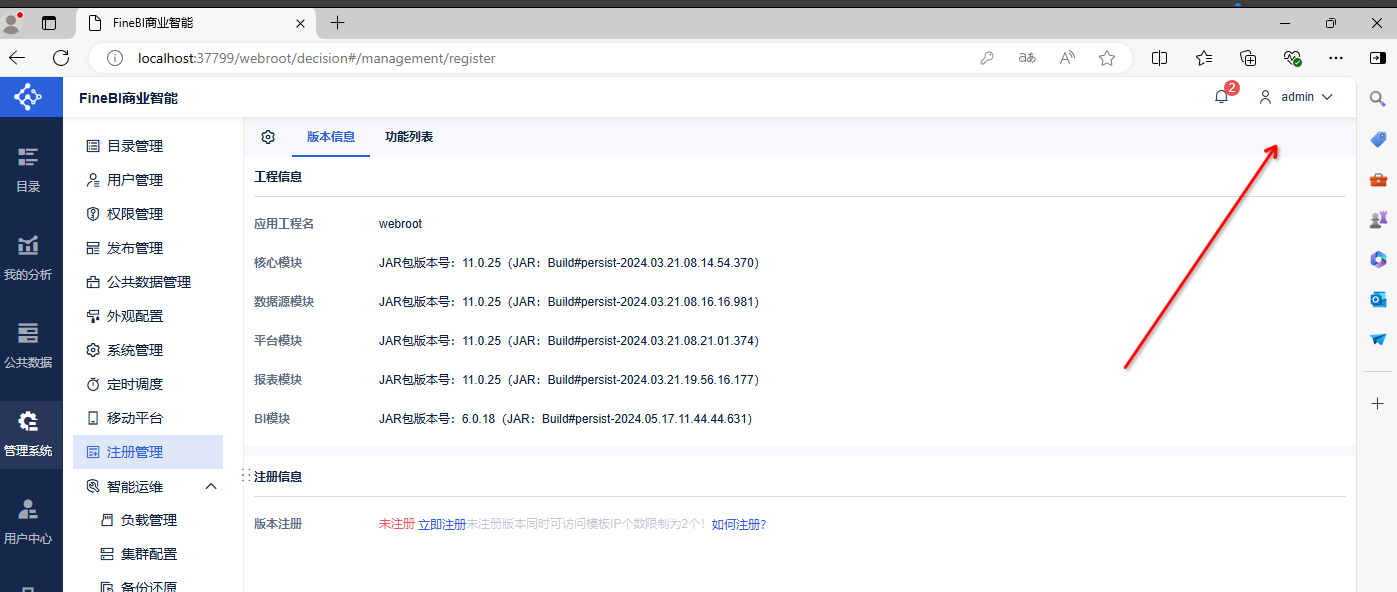 FineBI商业智能
localhost:37799/webroot/decision#/management/register
aあ
A
FineBI商业智能
2
admin
目录
我的分析
公共数据
管理系统
用户中心
目录管理
用户管理
权限管理
发布管理
公共数据管理
外观配置
系统管理
定时调度
移动平台
注册管理
智能运维
负载管理
集群配置
备份还原
版本信息
功能列表
工程信息
应用工程名 webroot
核心模块 JAR包版本号：11.0.25（JAR：Build#persist-2024.03.21.08.14.54.370）
数据源模块 JAR包版本号：11.0.25（JAR：Build#persist-2024.03.21.08.16.16.981）
平台模块 JAR包版本号：11.0.25（JAR：Build#persist-2024.03.21.08.21.01.374）
报表模块 JAR包版本号：11.0.25（JAR：Build#persist-2024.03.21.19.56.16.177）
BI模块 JAR包版本号：6.0.18（JAR：Build#persist-2024.05.17.11.44.44.631）
注册信息
版本注册 未注册 立即注册 未注册版本同时可访问模板IP个数限制为2个！ 如何注册?